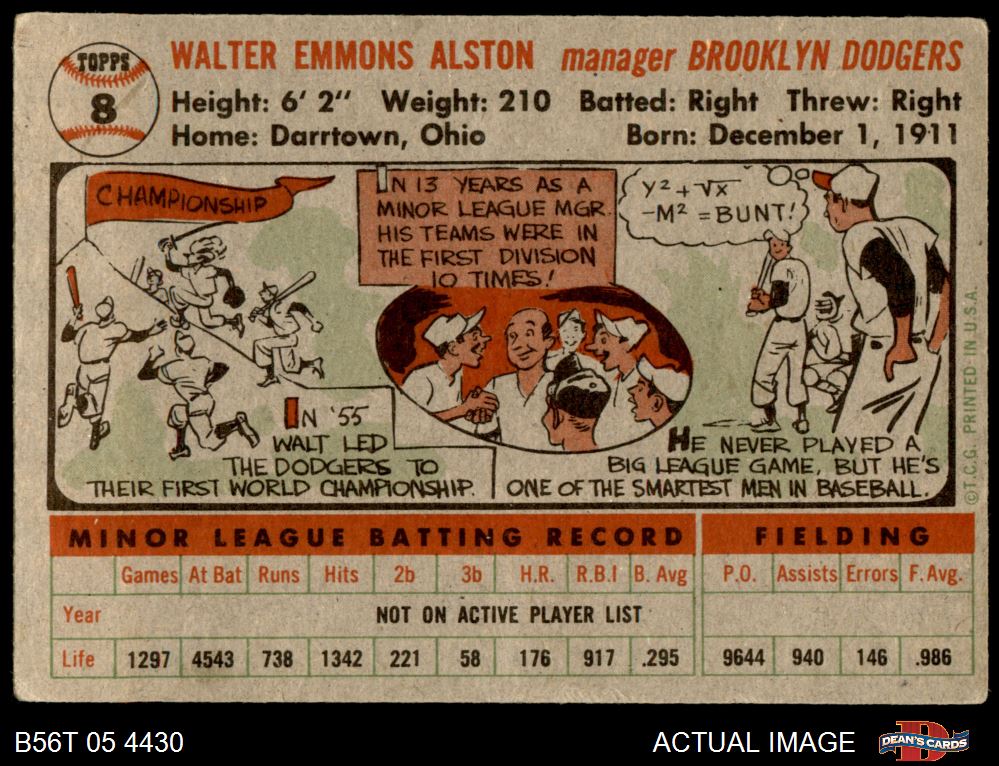 TOPPS
8
WALTER EMMONS ALSTON manager BROOKLYN DODGERS
Height: 6' 2" Weight: 210 Batted: Right Threw: Right
Home: Darrtown, Ohio Born: December 1, 1911
CHAMPIONSHIP
IN '55
WALT LED
THE DODGERS TO
THEIR FIRST WORLD CHAMPIONSHIP.
IN 13 YEARS AS A
MINOR LEAGUE MGR.
HIS TEAMS WERE IN
THE FIRST DIVISION
10 TIMES!
Y² + √X
-M² = BUNT!
HE NEVER PLAYED A
BIG LEAGUE GAME, BUT HE'S
ONE OF THE SMARTEST MEN IN BASEBALL.
© T.C.G. PRINTED IN U.S.A.
MINOR LEAGUE BATTING RECORD FIELDING
Games At Bat Runs Hits 2b 3b H.R. R.B.I B. Avg P.O. Assists Errors F. Avg.
Year NOT ON ACTIVE PLAYER LIST
Life 1297 4543 738 1342 221 58 176 917 .295 9644 940 146 .986
B56T 05 4430 ACTUAL IMAGE DEAN'S CARDS